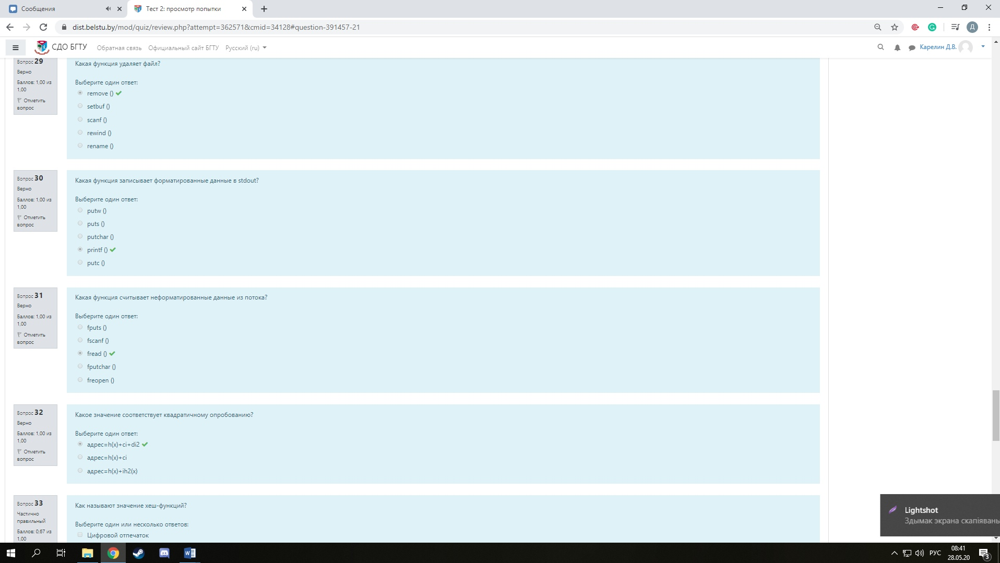 Сообщения
Тест 2: просмотр попытки
dist.belstu.by/mod/quiz/review.php?attempt=362571&cmid=34128#question-391457-21
Д
СДО БГТУ
Обратная связь
Официальный сайт БГТУ
Русский (ru)
Карелин Д.В.
Вопрос 29
Верно
Баллов: 1,00 из
1,00
Отметить
вопрос
Какая функция удаляет файл?
Выберите один ответ:
remove ()
setbuf ()
scanf ()
rewind ()
rename ()
Вопрос 30
Верно
Баллов: 1,00 из
1,00
Отметить
вопрос
Какая функция записывает форматированные данные в stdout?
Выберите один ответ:
putw ()
puts ()
putchar ()
printf ()
putc ()
Вопрос 31
Верно
Баллов: 1,00 из
1,00
Отметить
вопрос
Какая функция считывает неформатированные данные из потока?
Выберите один ответ:
fputs ()
fscanf ()
fread ()
fputchar ()
freopen ()
Вопрос 32
Верно
Баллов: 1,00 из
1,00
Отметить
вопрос
Какое значение соответствует квадратичному опробованию?
Выберите один ответ:
адрес=h(x)+ci+di2
адрес=h(x)+ci
адрес=h(x)+ih2(x)
Вопрос 33
Частично
правильный
Баллов: 0,67 из
1,00
Как называют значение хеш-функций?
Выберите один или несколько ответов:
Цифровой отпечаток
Lightshot
Здымак экрана скапіявань
РУС
08:41
28.05.20
3